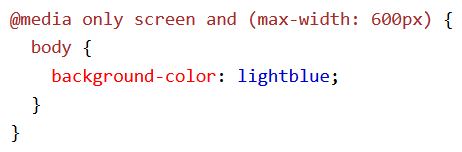 @media only screen and (max-width: 600px) {
  body {
    background-color: lightblue;
  }
}